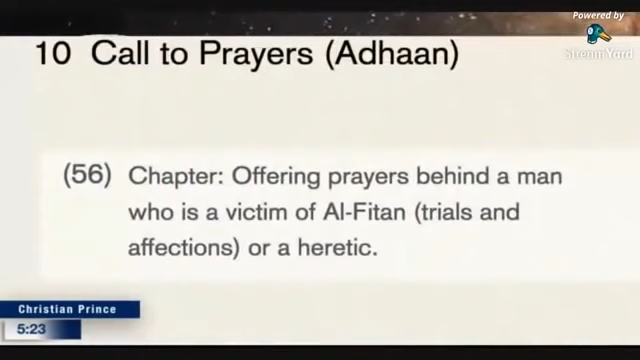 Powered by
StreamYard
10 Call to Prayers (Adhaan)
(56) Chapter: Offering prayers behind a man
who is a victim of Al-Fitan (trials and
affections) or a heretic.
Christian Prince
5:23